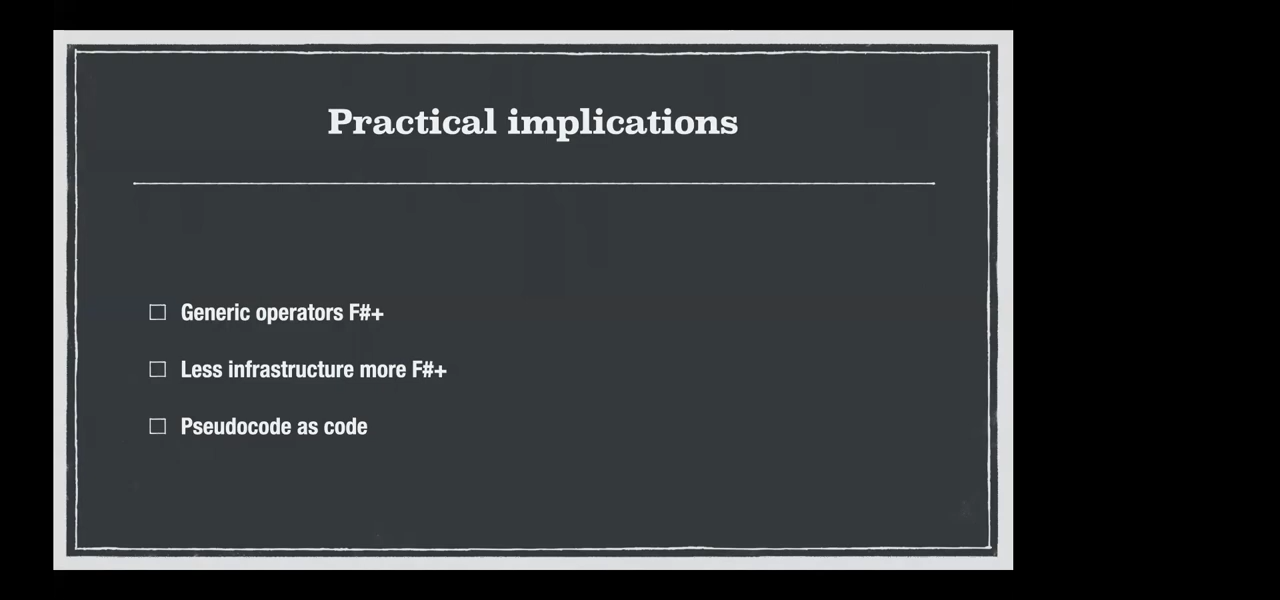 Practical implications
Generic operators F#+
Less infrastructure more F#+
Pseudocode as code